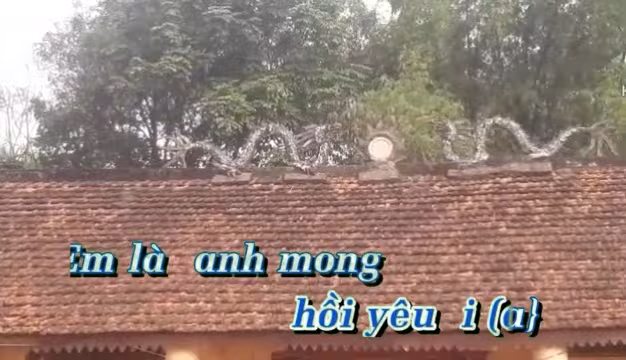 Em là anh mong
hồi yêu i (a}